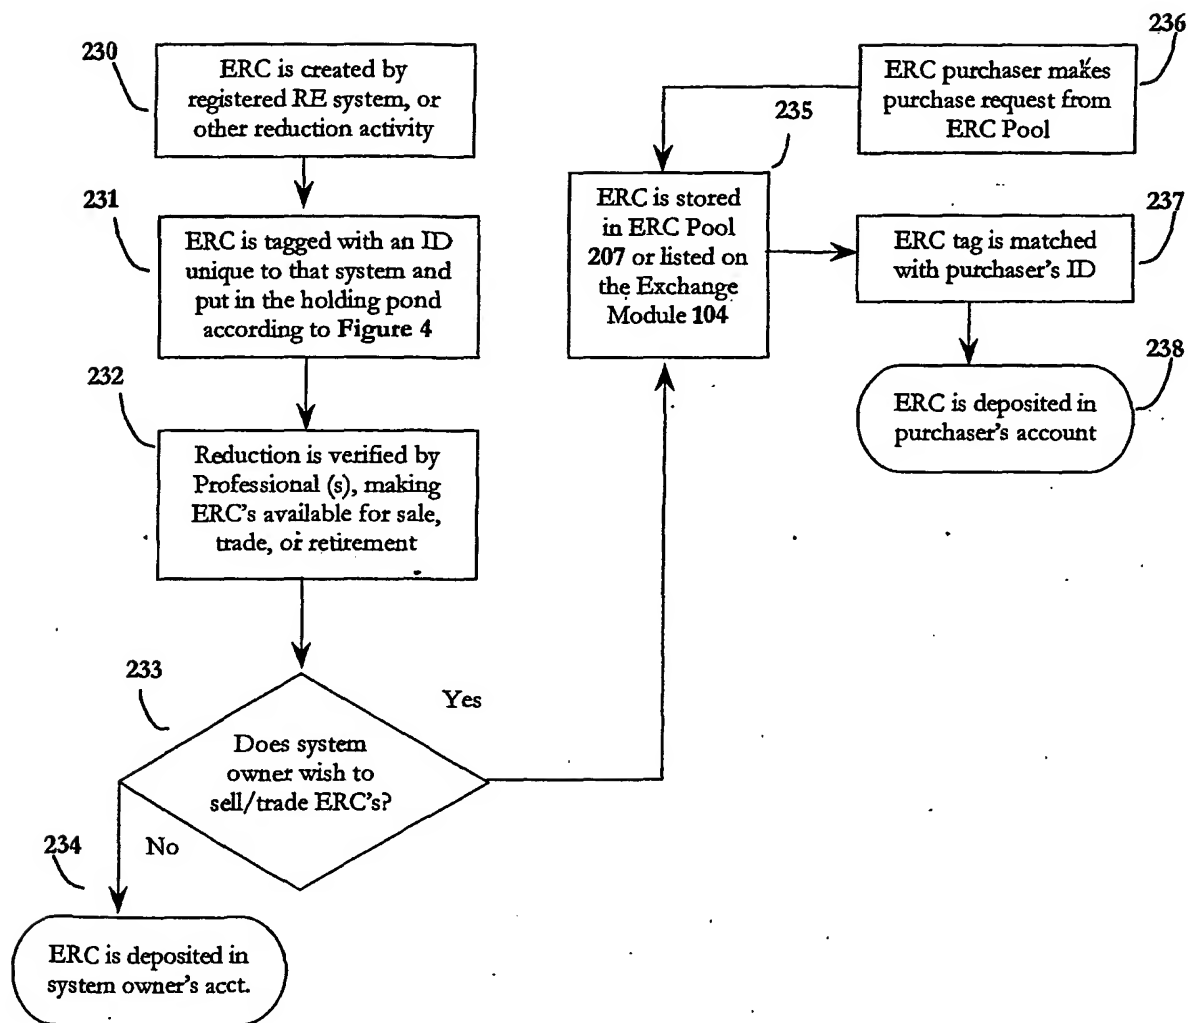 230
ERC is created by
registered RE system, or
other reduction activity
231
ERC is tagged with an ID
unique to that system and
put in the holding pond
according to Figure 4
232
Reduction is verified by
Professional (s), making
ERC's available for sale,
trade, or retirement
233
Does system
owner wish to
sell/trade ERC's?
Yes
No
234
ERC is deposited in
system owner's acct.
235
ERC is stored
in ERC Pool
207 or listed on
the Exchange
Module 104
236
ERC purchaser makes
purchase request from
ERC Pool
237
ERC tag is matched
with purchaser's ID
238
ERC is deposited in
purchaser's account